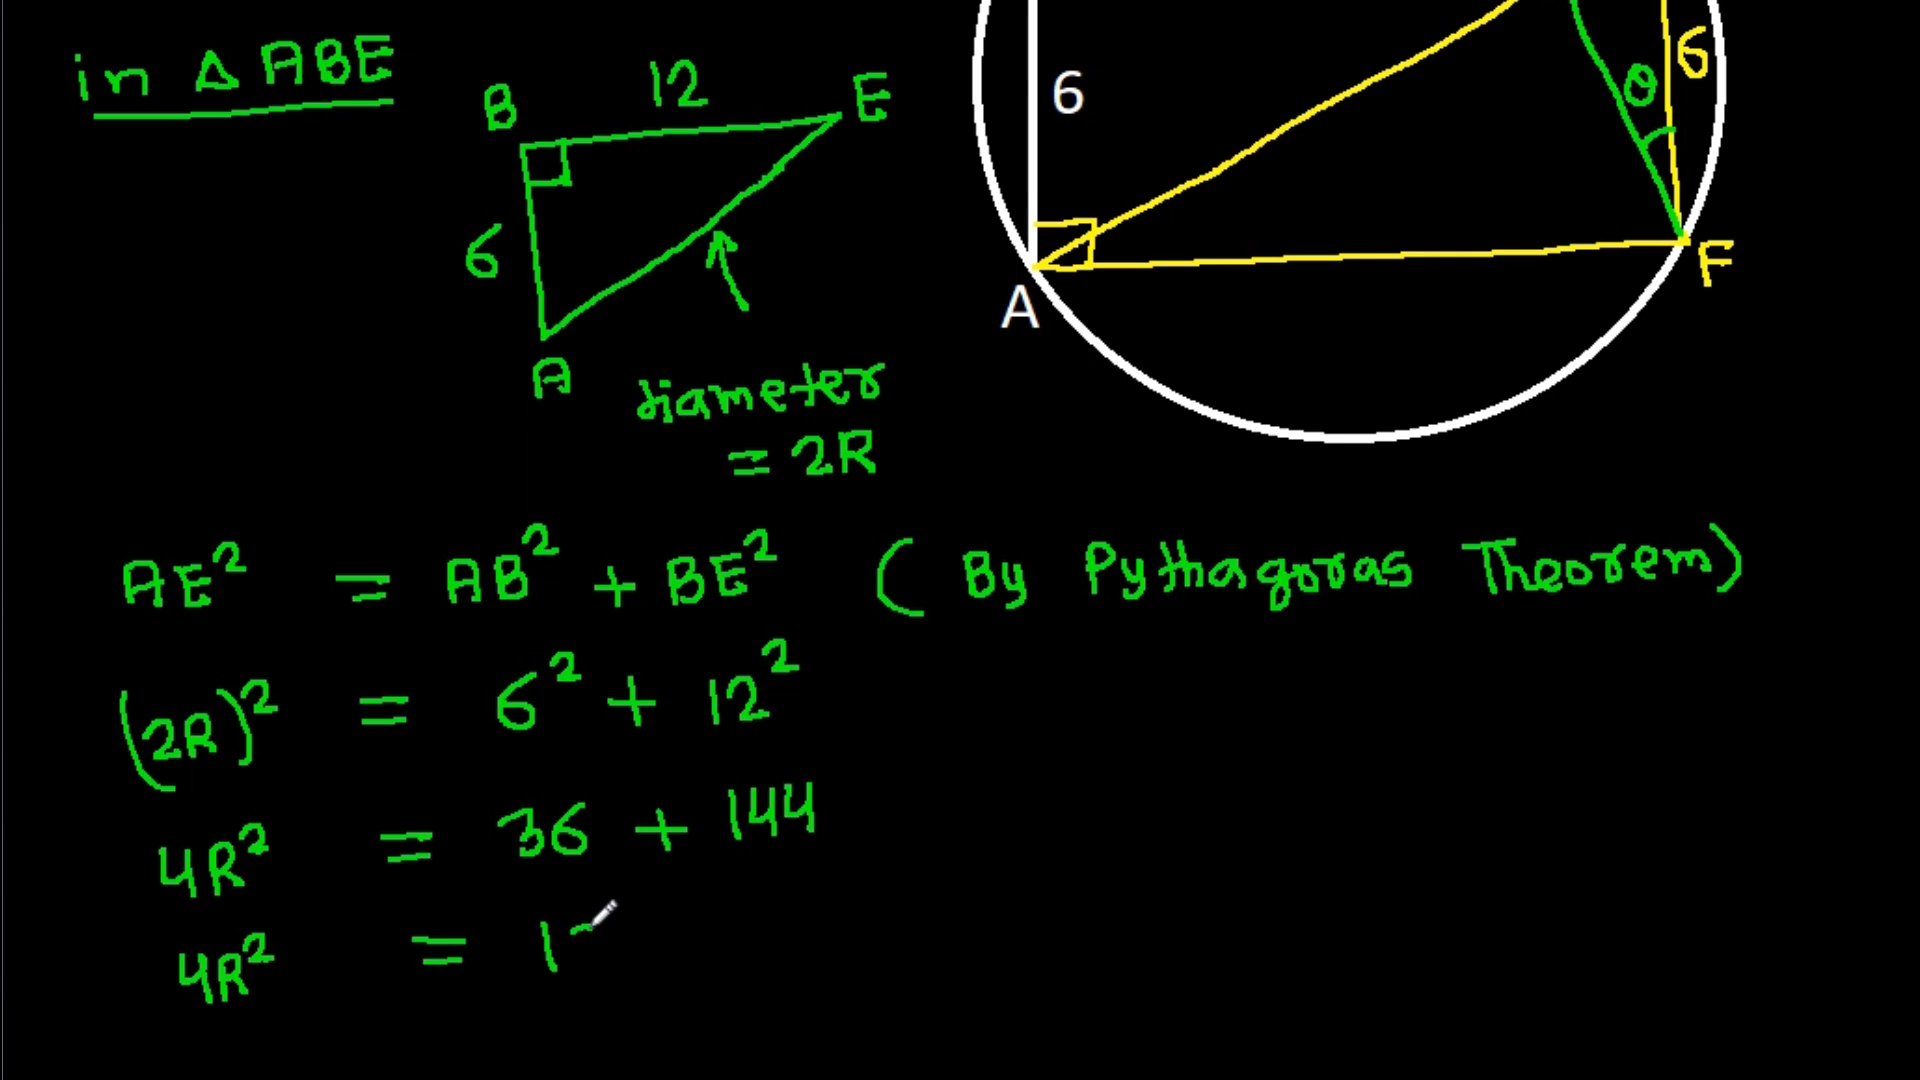 in Δ ABE
B 12 E
6
A
diameter
= 2R
6
θ 6
A
F
AE² = AB² + BE² (By Pythagoras Theorem)
(2R)² = 6² + 12²
4R² = 36 + 144
4R² = 1